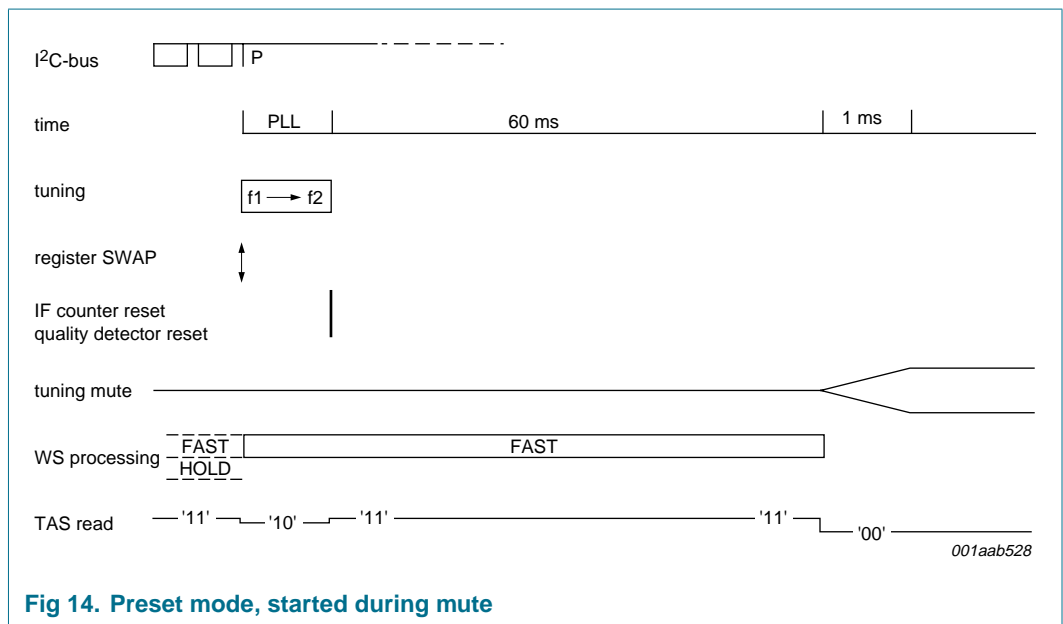 I²C-bus P
time PLL 60 ms 1 ms
tuning f1 f2
register SWAP
IF counter reset
quality detector reset
tuning mute
WS processing FAST FAST
HOLD
TAS read '11' '10' '11' '11' '00'
001aab528
Fig 14. Preset mode, started during mute